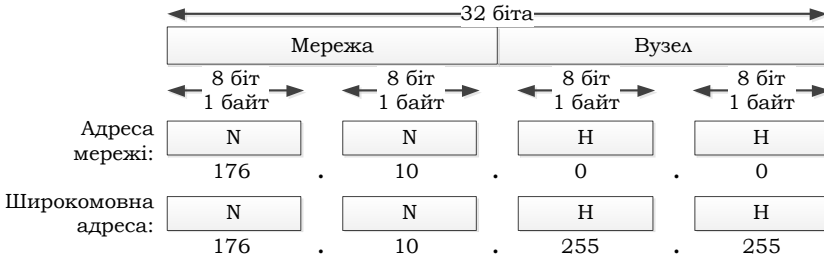 32 біта
Мережа Вузел
8 біт 8 біт 8 біт 8 біт
1 байт 1 байт 1 байт 1 байт
Адреса
мережі:
N N H H
176 . 10 . 0 . 0
Широкомовна
адреса:
N N H H
176 . 10 . 255 . 255